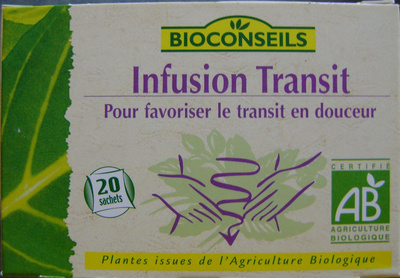 BIOCONSEILS
Infusion Transit
Pour favoriser le transit en douceur
20
sachets
CERTIFIÉ
AB
AGRICULTURE
BIOLOGIQUE
Plantes issues de l'Agriculture Biologique